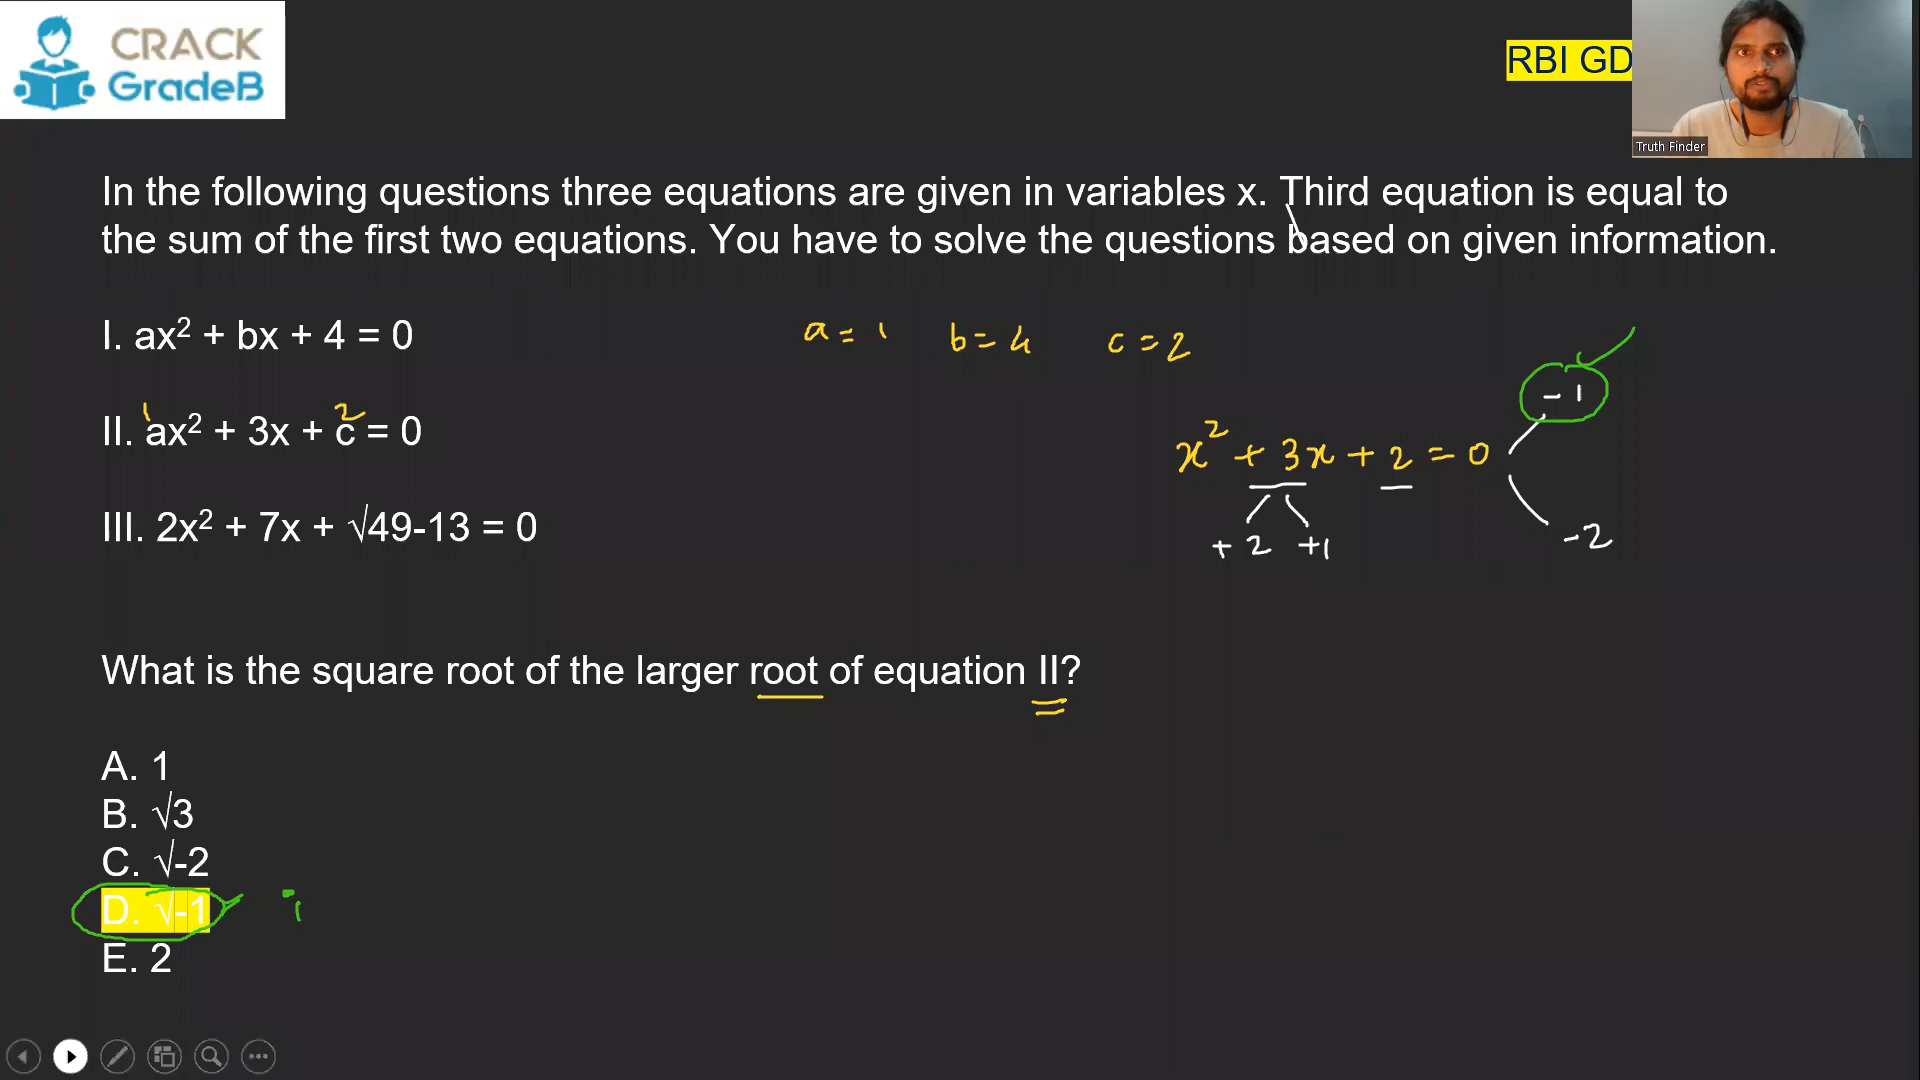 CRACK
GradeB
RBI GD
Truth Finder
In the following questions three equations are given in variables x. Third equation is equal to
the sum of the first two equations. You have to solve the questions based on given information.
I. ax² + bx + 4 = 0
a = 1 b = 4 c = 2
-1
1 2
II. ax² + 3x + c = 0
x² + 3x + 2 = 0
III. 2x² + 7x + √49-13 = 0
+2 +1
-2
What is the square root of the larger root of equation II?
A. 1
B. √3
C. √-2
D. √-1
i
E. 2